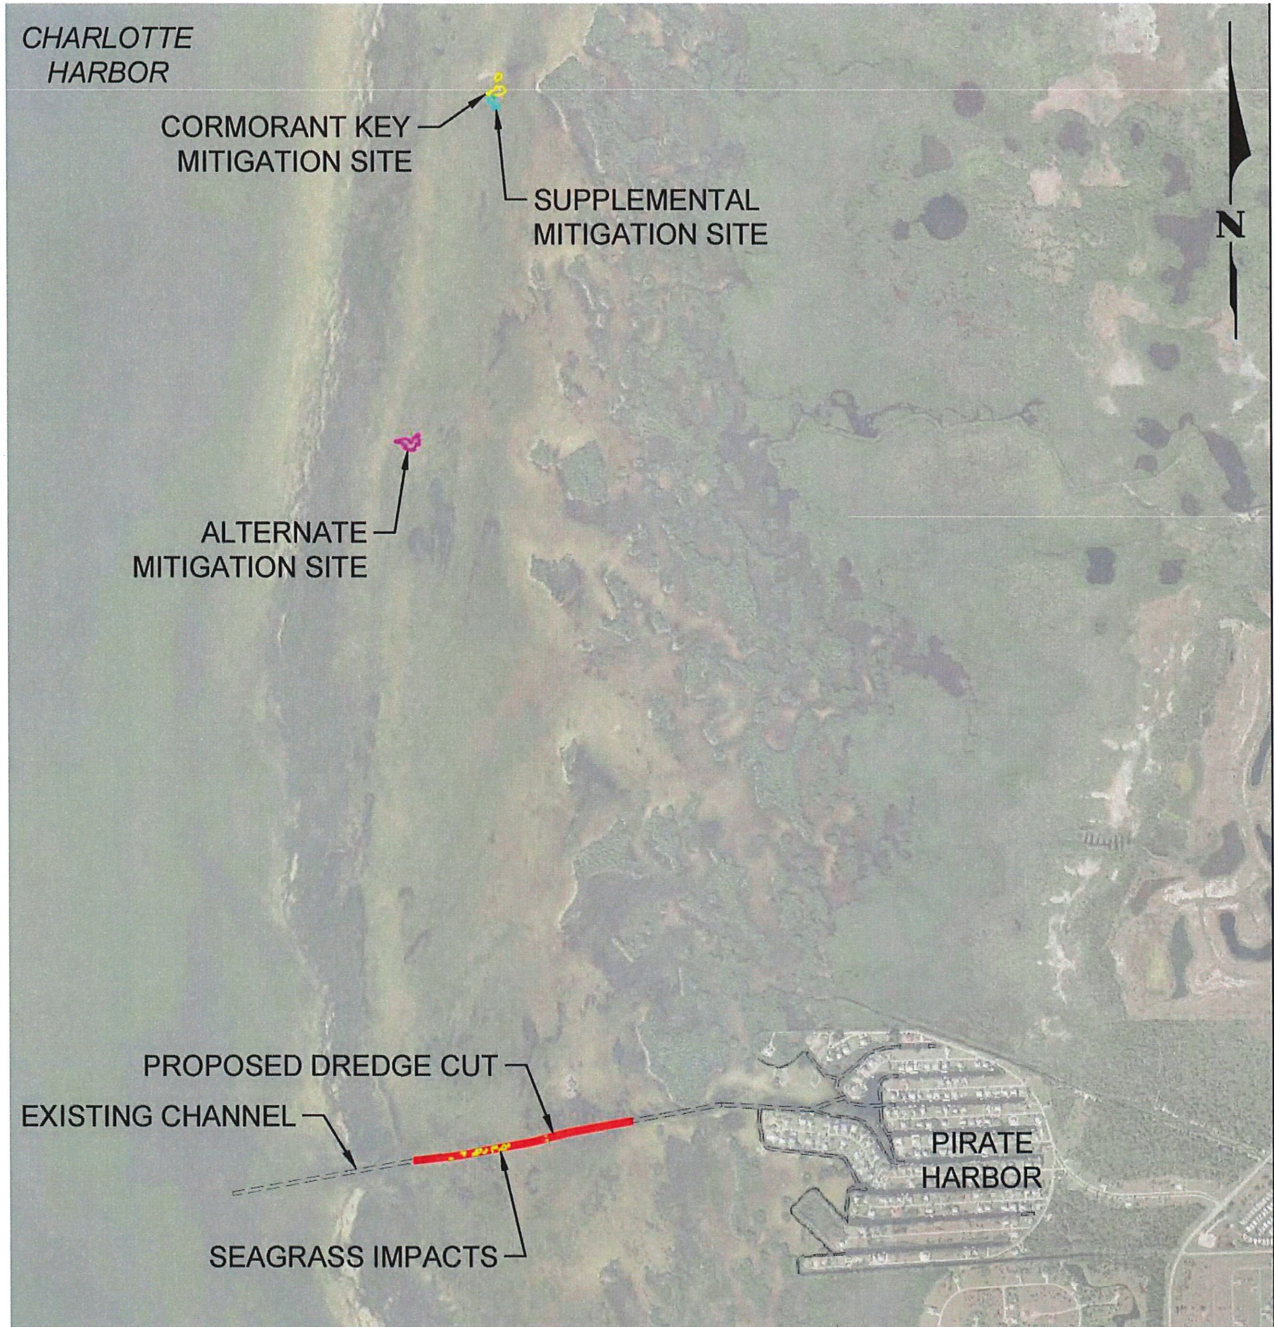 CHARLOTTE
HARBOR
CORMORANT KEY
MITIGATION SITE
SUPPLEMENTAL
MITIGATION SITE
N
ALTERNATE
MITIGATION SITE
PROPOSED DREDGE CUT
EXISTING CHANNEL
PIRATE
HARBOR
SEAGRASS IMPACTS